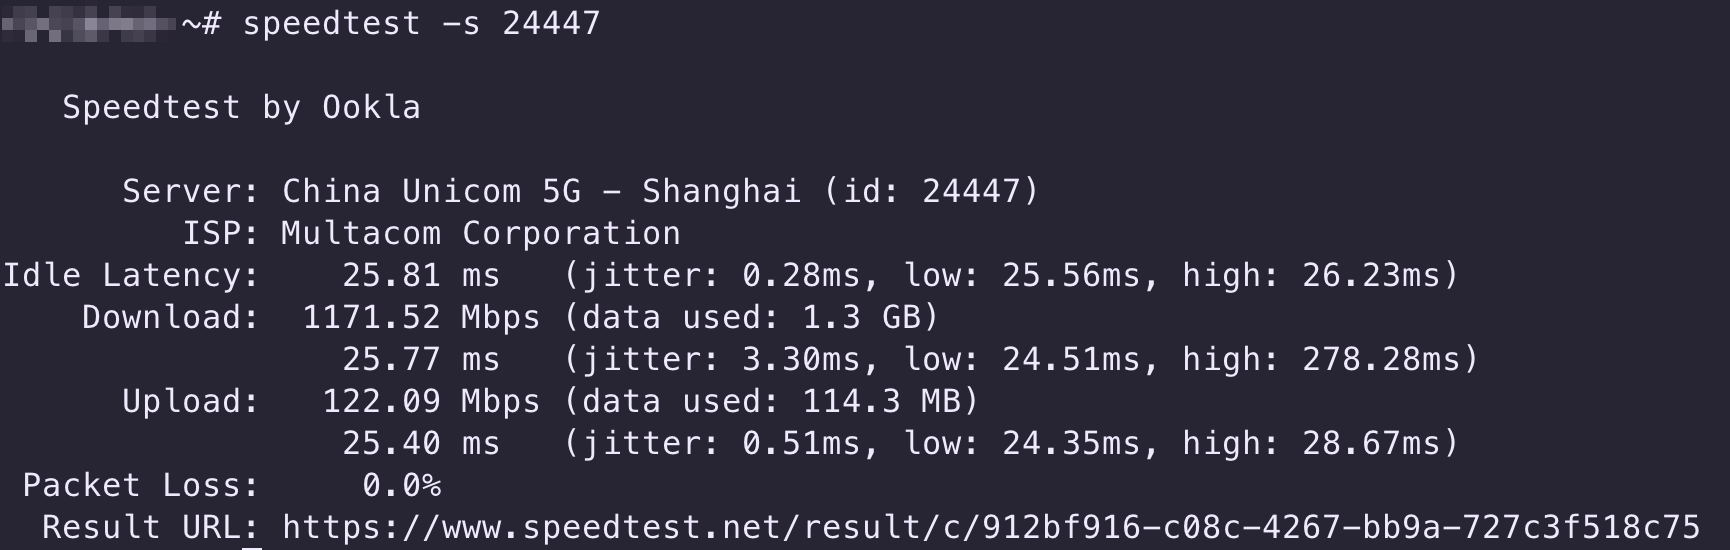 ~# speedtest -s 24447
Speedtest by Ookla
Server: China Unicom 5G - Shanghai (id: 24447)
ISP: Multacom Corporation
Idle Latency: 25.81 ms (jitter: 0.28ms, low: 25.56ms, high: 26.23ms)
Download: 1171.52 Mbps (data used: 1.3 GB)
25.77 ms (jitter: 3.30ms, low: 24.51ms, high: 278.28ms)
Upload: 122.09 Mbps (data used: 114.3 MB)
25.40 ms (jitter: 0.51ms, low: 24.35ms, high: 28.67ms)
Packet Loss: 0.0%
Result URL: https://www.speedtest.net/result/c/912bf916-c08c-4267-bb9a-727c3f518c75